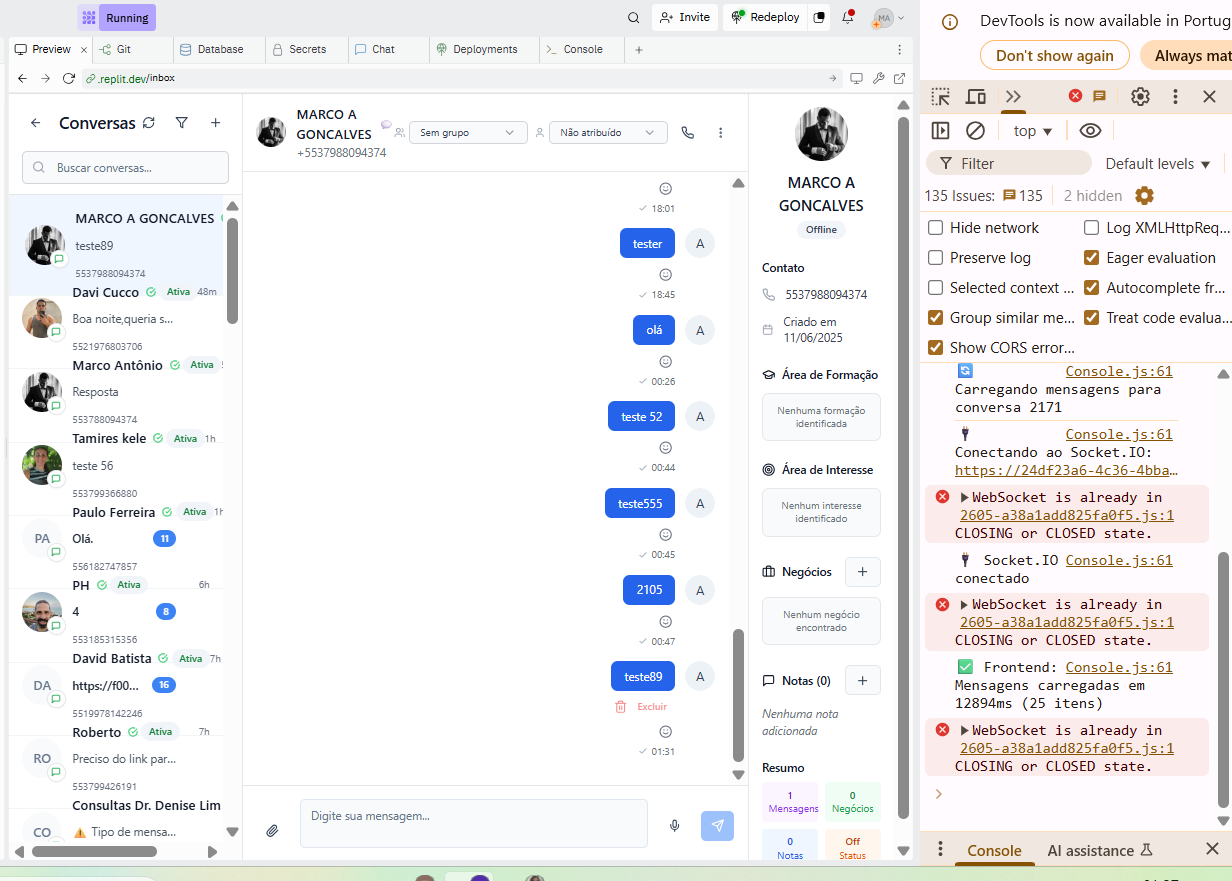 Running
Invite
Redeploy
MA
Preview
Git
Database
Secrets
Chat
Deployments
Console
.replit.dev/inbox
Conversas
Buscar conversas...
MARCO A GONCALVES
teste89
5537988094374
Davi Cucco Ativa 48m
Boa noite,queria s...
5521976803706
Marco Antônio Ativa
Resposta
553788094374
Tamires kele Ativa 1h
teste 56
553799366880
Paulo Ferreira Ativa 1h
PA
Olá.
11
556182747857
PH Ativa 6h
4
8
553185315356
David Batista Ativa 7h
DA
https://f00...
16
5519978142246
Roberto Ativa 7h
RO
Preciso do link par...
553799426191
Consultas Dr. Denise Lim
CO
Tipo de mensa...
MARCO A
GONCALVES
+5537988094374
Sem grupo
Não atribuído
18:01
tester
A
18:45
olá
A
00:26
teste 52
A
00:44
teste555
A
00:45
2105
A
00:47
teste89
A
Excluir
01:31
Digite sua mensagem...
MARCO A
GONCALVES
Offline
Contato
5537988094374
Criado em
11/06/2025
Área de Formação
Nenhuma formação
identificada
Área de Interesse
Nenhum interesse
identificado
Negócios
Nenhum negócio
encontrado
Notas (0)
Nenhuma nota
adicionada
Resumo
1
Mensagens
0
Negócios
0
Notas
Off
Status
DevTools is now available in Portug
Don't show again
Always mat
top
Filter
Default levels
135 Issues:
135
2 hidden
Hide network
Log XMLHttpReq...
Preserve log
Eager evaluation
Selected context ...
Autocomplete fr...
Group similar me...
Treat code evalua...
Show CORS error...
Console.js:61
Carregando mensagens para
conversa 2171
Console.js:61
Conectando ao Socket.IO:
https://24df23a6-4c36-4bba…
WebSocket is already in
2605-a38a1add825fa0f5.js:1
CLOSING or CLOSED state.
Socket.IO Console.js:61
conectado
WebSocket is already in
2605-a38a1add825fa0f5.js:1
CLOSING or CLOSED state.
Frontend: Console.js:61
Mensagens carregadas em
12894ms (25 itens)
WebSocket is already in
2605-a38a1add825fa0f5.js:1
CLOSING or CLOSED state.
Console
AI assistance